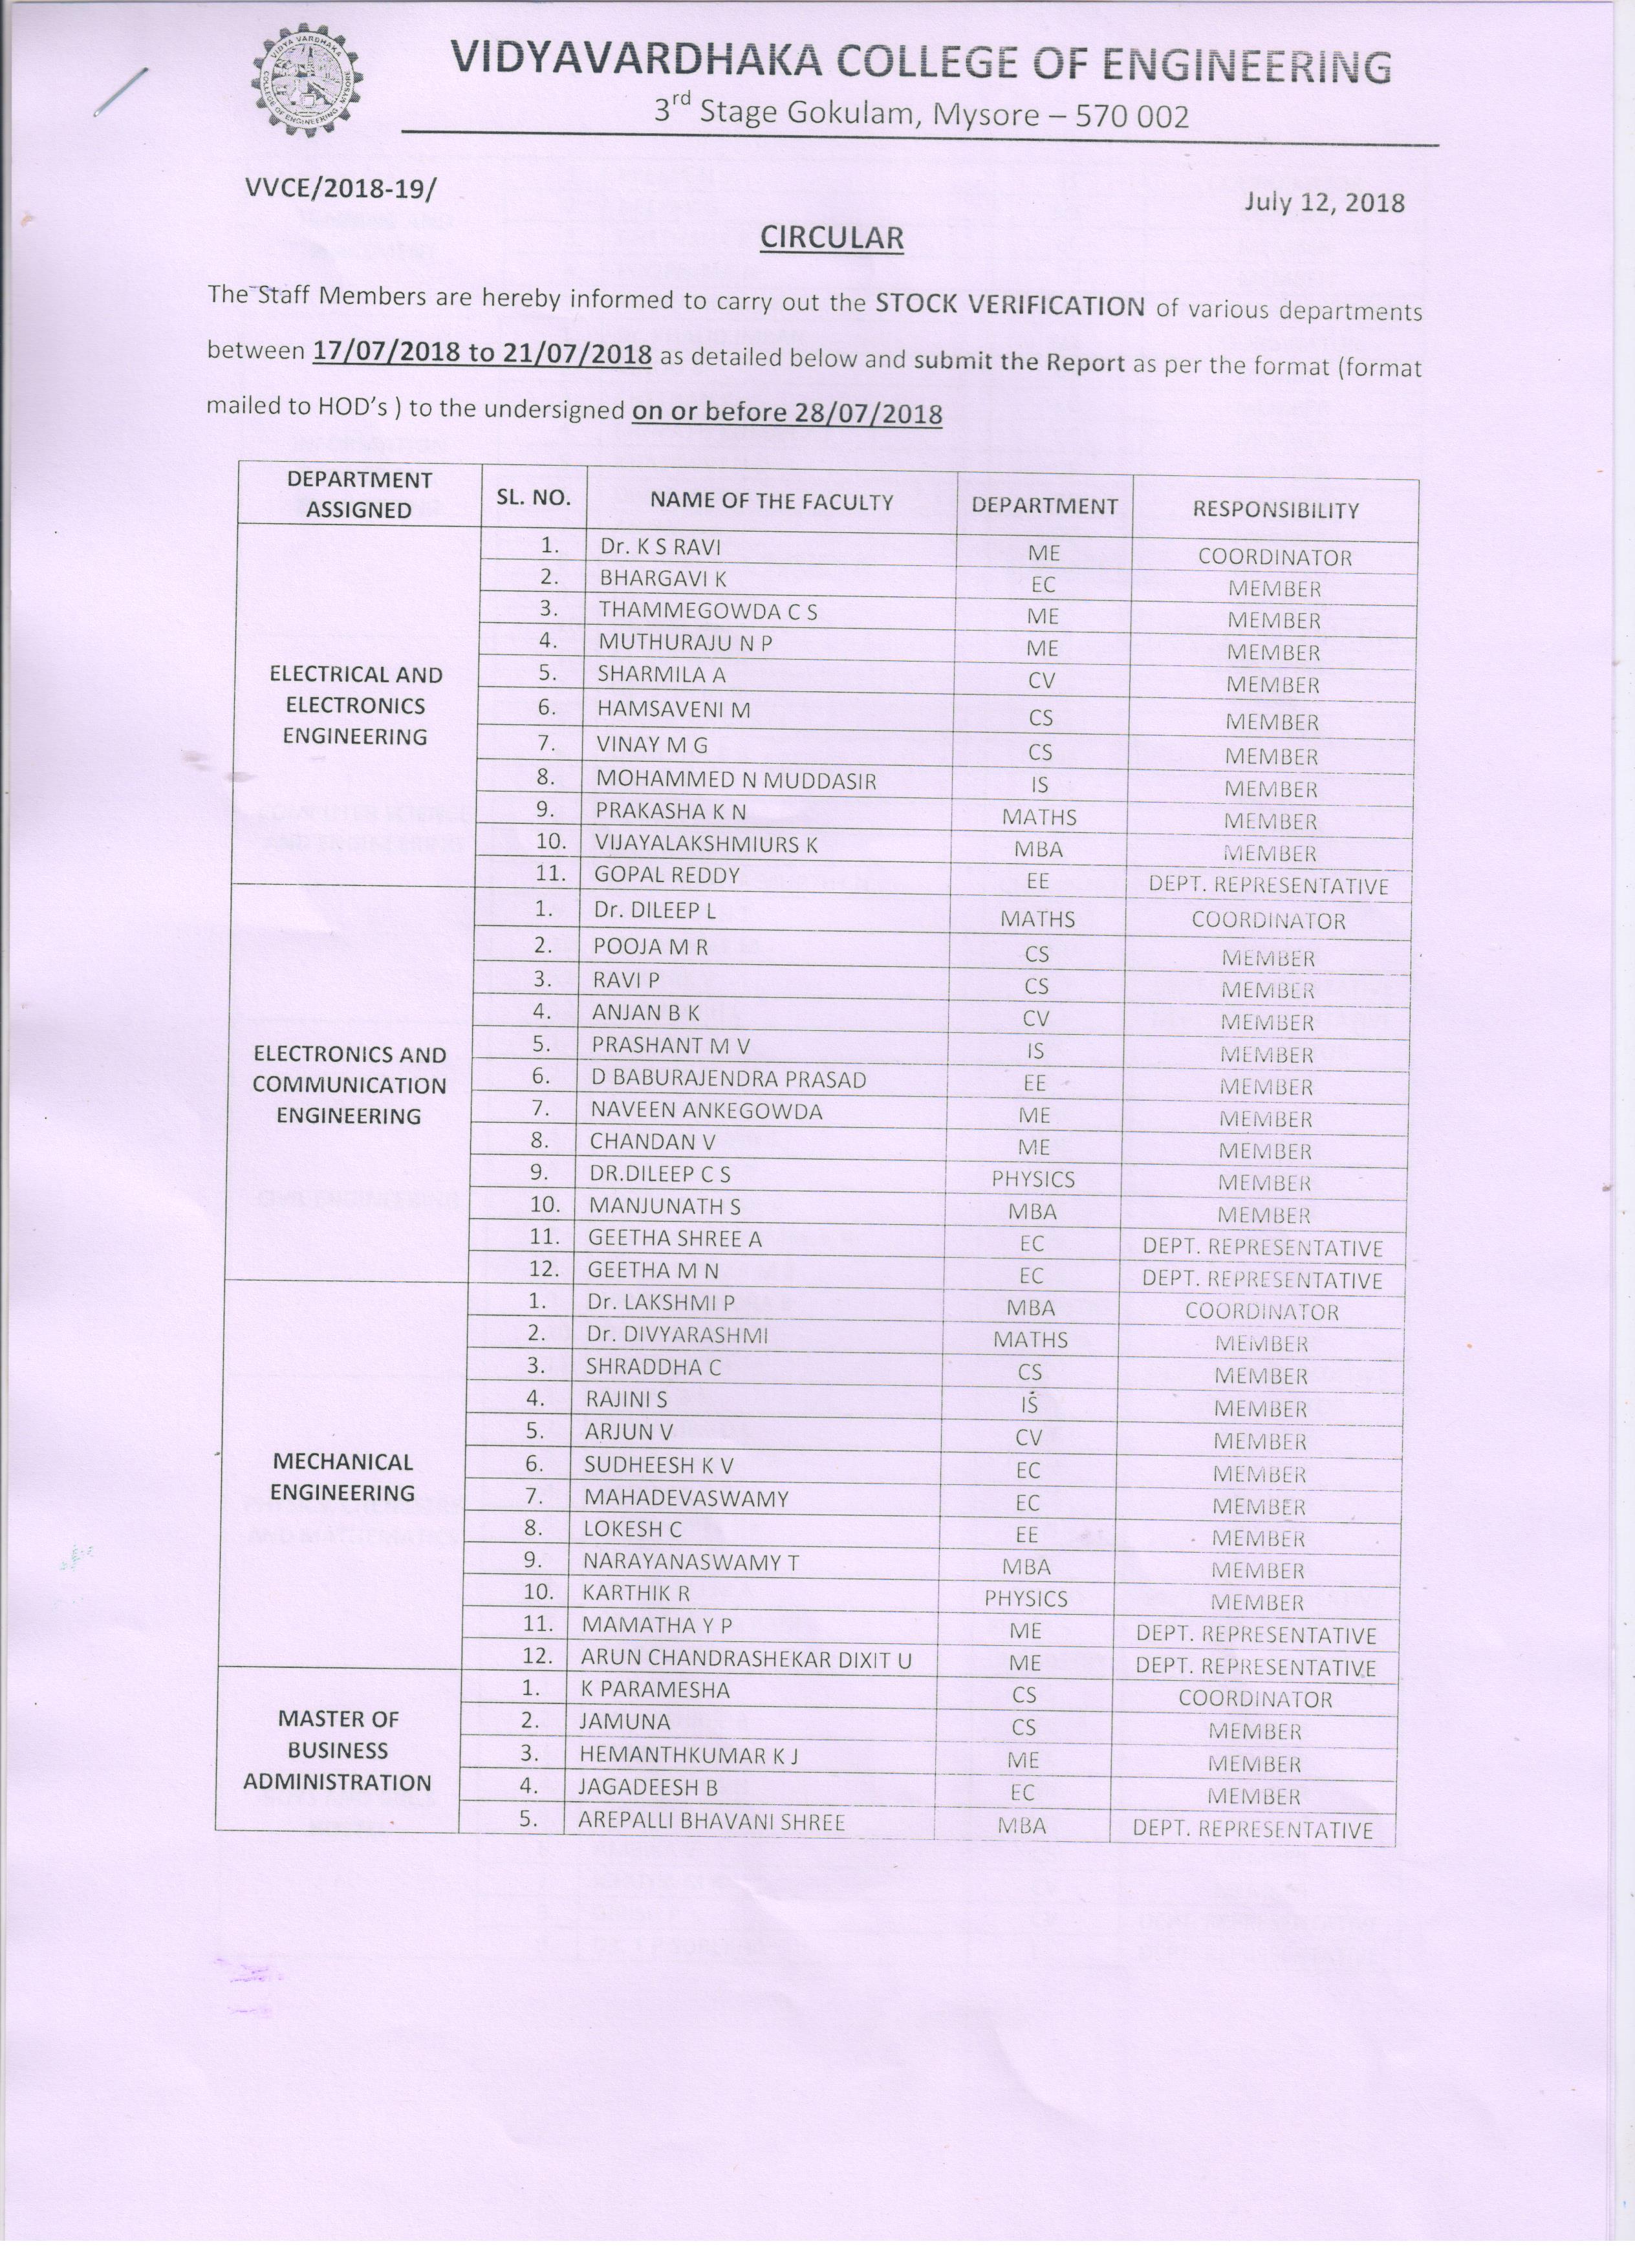 VIDYA VARDHAKA
COLLEGE OF ENGINEERING · MYSORE
VIDYAVARDHAKA COLLEGE OF ENGINEERING
3rd Stage Gokulam, Mysore – 570 002
VVCE/2018-19/
July 12, 2018
CIRCULAR
The Staff Members are hereby informed to carry out the STOCK VERIFICATION of various departments
between 17/07/2018 to 21/07/2018 as detailed below and submit the Report as per the format (format
mailed to HOD's ) to the undersigned on or before 28/07/2018
DEPARTMENT ASSIGNED SL. NO. NAME OF THE FACULTY DEPARTMENT RESPONSIBILITY
ELECTRICAL AND
ELECTRONICS
ENGINEERING
1. Dr. K S RAVI ME COORDINATOR
2. BHARGAVI K EC MEMBER
3. THAMMEGOWDA C S ME MEMBER
4. MUTHURAJU N P ME MEMBER
5. SHARMILA A CV MEMBER
6. HAMSAVENI M CS MEMBER
7. VINAY M G CS MEMBER
8. MOHAMMED N MUDDASIR IS MEMBER
9. PRAKASHA K N MATHS MEMBER
10. VIJAYALAKSHMIURS K MBA MEMBER
11. GOPAL REDDY EE DEPT. REPRESENTATIVE
ELECTRONICS AND
COMMUNICATION
ENGINEERING
1. Dr. DILEEP L MATHS COORDINATOR
2. POOJA M R CS MEMBER
3. RAVI P CS MEMBER
4. ANJAN B K CV MEMBER
5. PRASHANT M V IS MEMBER
6. D BABURAJENDRA PRASAD EE MEMBER
7. NAVEEN ANKEGOWDA ME MEMBER
8. CHANDAN V ME MEMBER
9. DR.DILEEP C S PHYSICS MEMBER
10. MANJUNATH S MBA MEMBER
11. GEETHA SHREE A EC DEPT. REPRESENTATIVE
12. GEETHA M N EC DEPT. REPRESENTATIVE
MECHANICAL
ENGINEERING
1. Dr. LAKSHMI P MBA COORDINATOR
2. Dr. DIVYARASHMI MATHS MEMBER
3. SHRADDHA C CS MEMBER
4. RAJINI S IS MEMBER
5. ARJUN V CV MEMBER
6. SUDHEESH K V EC MEMBER
7. MAHADEVASWAMY EC MEMBER
8. LOKESH C EE MEMBER
9. NARAYANASWAMY T MBA MEMBER
10. KARTHIK R PHYSICS MEMBER
11. MAMATHA Y P ME DEPT. REPRESENTATIVE
12. ARUN CHANDRASHEKAR DIXIT U ME DEPT. REPRESENTATIVE
MASTER OF
BUSINESS
ADMINISTRATION
1. K PARAMESHA CS COORDINATOR
2. JAMUNA CS MEMBER
3. HEMANTHKUMAR K J ME MEMBER
4. JAGADEESH B EC MEMBER
5. AREPALLI BHAVANI SHREE MBA DEPT. REPRESENTATIVE